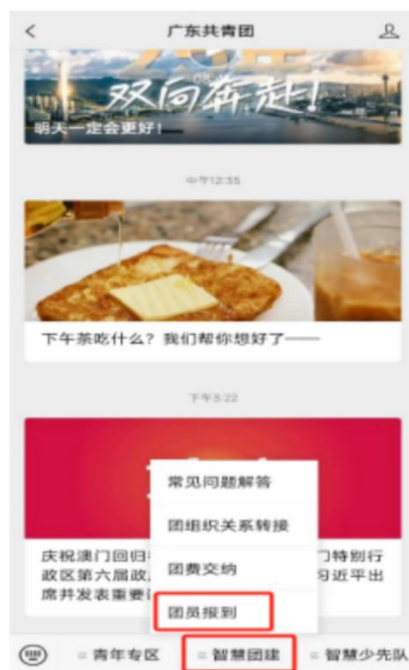 广东共青团
双向奔赴!
明天一定会更好!
中午12:35
下午茶吃什么？我们帮你想好了——
下午5:22
常见问题解答
团组织关系转接
团费交纳
团员报到
庆祝澳门回归
门特别行
政区第六届政
习近平出
席并发表重要
青年专区
智慧团建
智慧少先队